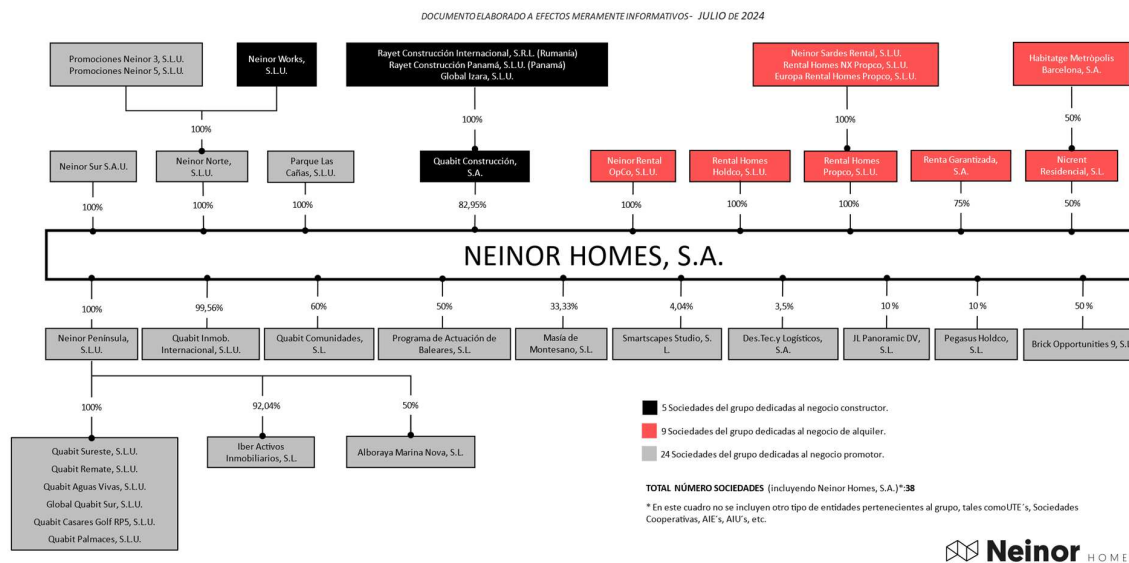 DOCUMENTO ELABORADO A EFECTOS MERAMENTE INFORMATIVOS- JULIO DE 2024
Promociones Neinor 3, S.L.U.
Promociones Neinor 5, S.L.U.
Neinor Works,
S.L.U.
Rayet Construcción Internacional, S.R.L. (Rumanía)
Rayet Construcción Panamá, S.L.U. (Panamá)
Global Izara, S.L.U.
Neinor Sardes Rental, S.L.U.
Rental Homes NX Propco, S.L.U.
Europa Rental Homes Propco, S.L.U.
Habitatge Metròpolis
Barcelona, S.A.
100%
100%
100%
50%
Neinor Sur S.A.U.
Neinor Norte,
S.L.U.
Parque Las
Cañas, S.L.U.
Quabit Construcción,
S.A.
Neinor Rental
OpCo, S.L.U.
Rental Homes
Holdco, S.L.U.
Rental Homes
Propco, S.L.U.
Renta Garantizada,
S.A.
Nicrent
Residencial, S.L.
100%
100%
100%
82,95%
100%
100%
100%
75%
50%
NEINOR HOMES, S.A.
100%
99,56%
60%
50%
33,33%
4,04%
3,5%
10 %
10 %
50 %
Neinor Península,
S.L.U.
Quabit Inmob.
Internacional, S.L.U.
Quabit Comunidades,
S.L.
Programa de Actuación de
Baleares, S.L.
Masía de
Montesano, S.L.
Smartscapes Studio, S.
L.
Des.Tec.y Logísticos,
S.A.
JL Panoramic DV,
S.L.
Pegasus Holdco,
S.L.
Brick Opportunities 9, S.L
100%
92,04%
50%
Quabit Sureste, S.L.U.
Quabit Remate, S.L.U.
Quabit Aguas Vivas, S.L.U.
Global Quabit Sur, S.L.U.
Quabit Casares Golf RP5, S.L.U.
Quabit Palmaces, S.L.U.
Iber Activos
Inmobiliarios, S.L.
Alboraya Marina Nova, S.L.
5 Sociedades del grupo dedicadas al negocio constructor.
9 Sociedades del grupo dedicadas al negocio de alquiler.
24 Sociedades del grupo dedicadas al negocio promotor.
TOTAL NÚMERO SOCIEDADES (incluyendo Neinor Homes, S.A.)*:38
* En este cuadro no se incluyen otro tipo de entidades pertenecientes al grupo, tales comoUTE´s, Sociedades
Cooperativas, AIE´s, AIU´s, etc.
Neinor HOME